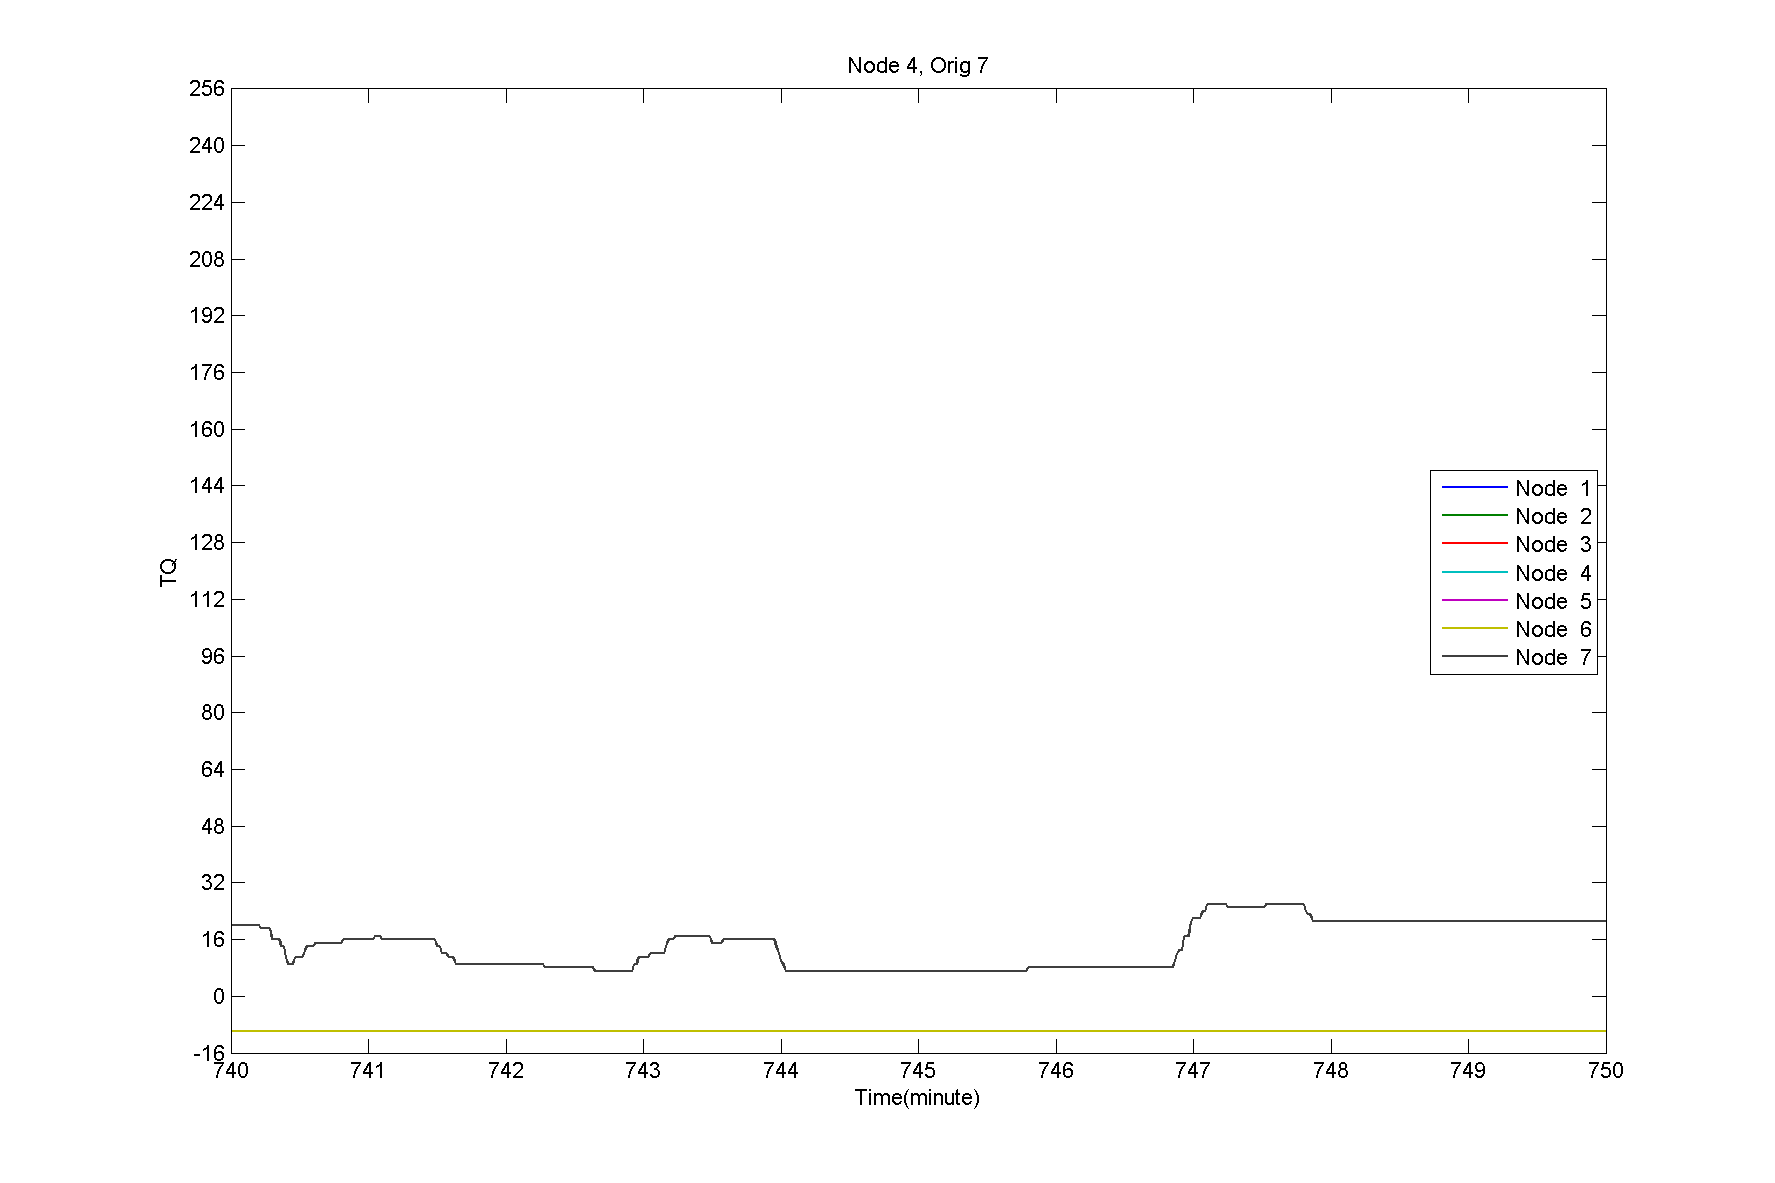 Node 4, Orig 7
256
240
224
208
192
176
160
144
128
112
96
80
64
48
32
16
0
-16
TQ
Node 1
Node 2
Node 3
Node 4
Node 5
Node 6
Node 7
740 741 742 743 744 745 746 747 748 749 750
Time(minute)